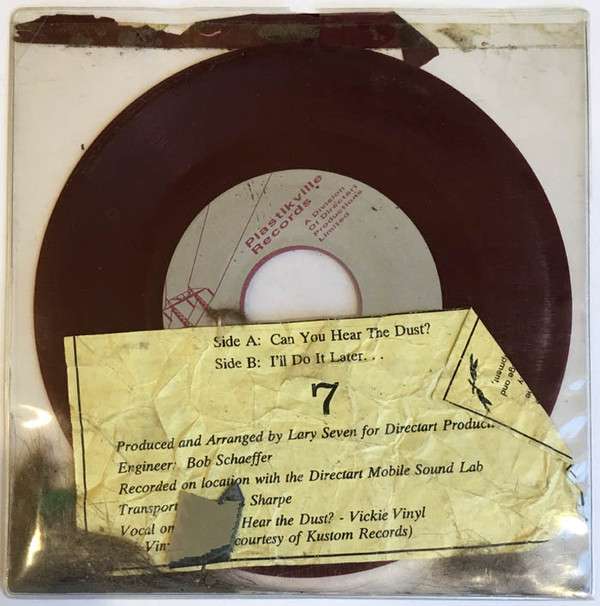 Plastikville
Records
A Division
Of Directart
Productions
Limited
Side A: Can You Hear The Dust?
Side B: I'll Do It Later. . .
7
Produced and Arranged by Lary Seven for Directart
Engineer: Bob Schaeffer
Recorded on location with the Directart Mobile Sound Lab
Sharpe
Vocal on Hear the Dust? - Vickie Vinyl
courtesy of Kustom Records)